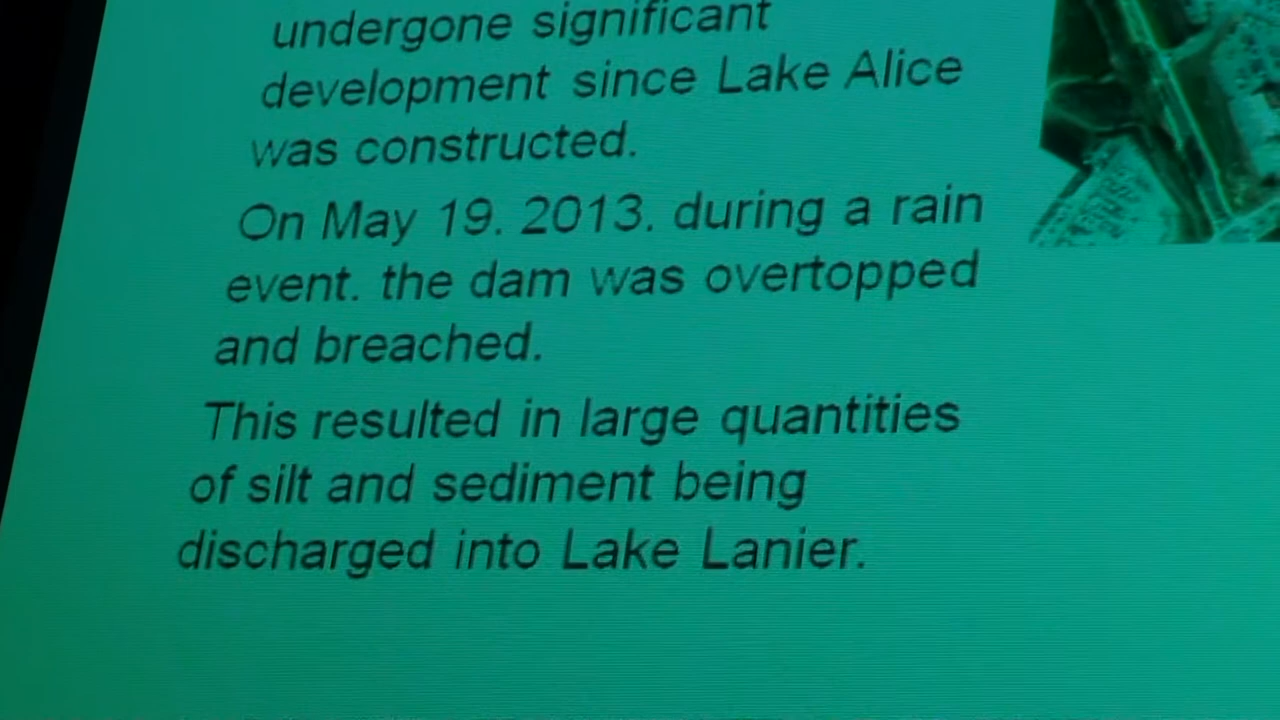 undergone significant
development since Lake Alice
was constructed.
On May 19. 2013. during a rain
event. the dam was overtopped
and breached.
This resulted in large quantities
of silt and sediment being
discharged into Lake Lanier.